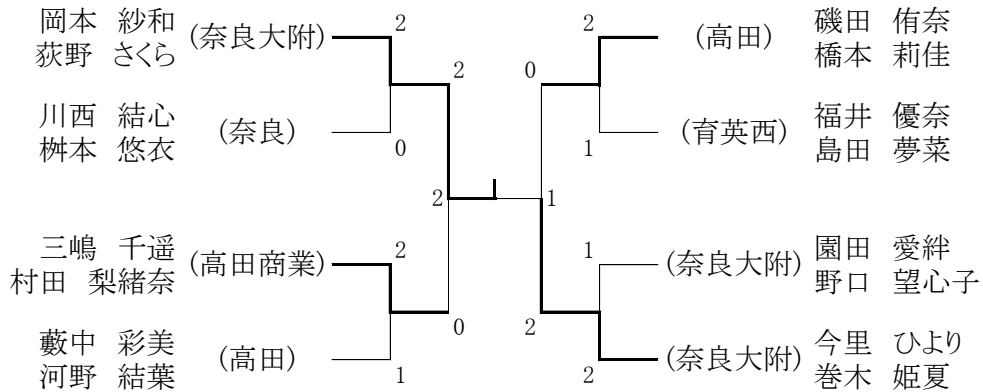 岡本 紗和
荻野 さくら
(奈良大附)
2
川西 結心
桝本 悠衣
(奈良)
0
2
三嶋 千遥
村田 梨緒奈
(高田商業)
2
藪中 彩美
河野 結葉
(高田)
1
0
2
1
0
2
2
(高田)
磯田 侑奈
橋本 莉佳
1
(育英西)
福井 優奈
島田 夢菜
1
(奈良大附)
園田 愛絆
野口 望心子
2
(奈良大附)
今里 ひより
巻木 姫夏